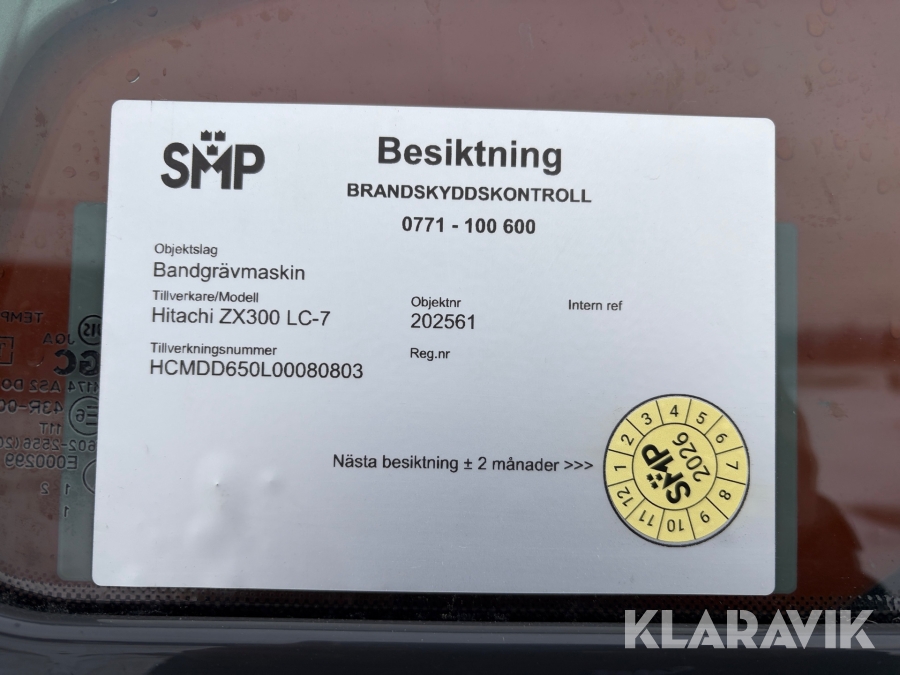 SMP
Besiktning
BRANDSKYDDSKONTROLL
0771 - 100 600
Objektslag
Bandgrävmaskin
Tillverkare/Modell
Hitachi ZX300 LC-7
Objektnr
202561
Intern ref
Tillverkningsnummer
HCMDD650L00080803
Reg.nr
Nästa besiktning ± 2 månader >>>
1 2 3 4 5 6 7 8 9 10 11 12
SMP
2026
KLARAVIK